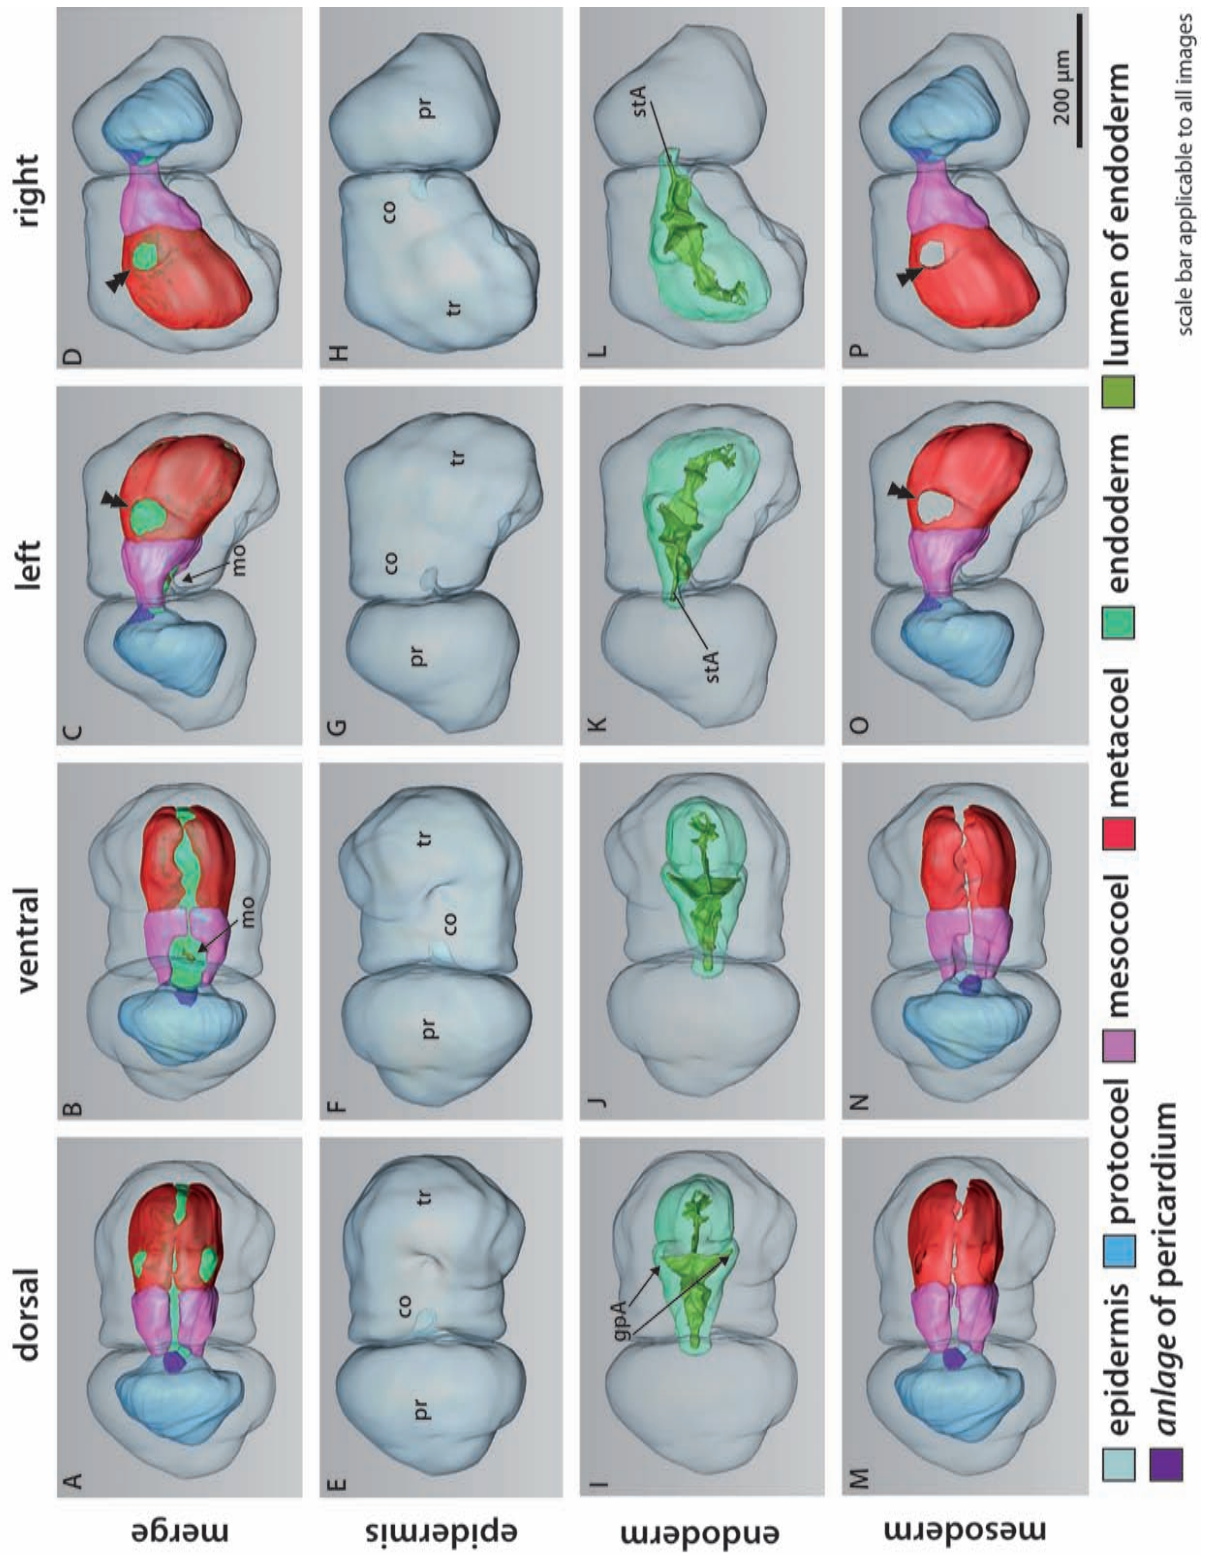 dorsal ventral left right
merge
A B C D
mo mo
epidermis
E F G H
pr co tr pr co tr pr co tr tr co pr
endoderm
I J K L
gpA stA stA
mesoderm
M N O P
200 µm
epidermis protocoel mesocoel metacoel endoderm lumen of endoderm
anlage of pericardium
scale bar applicable to all images